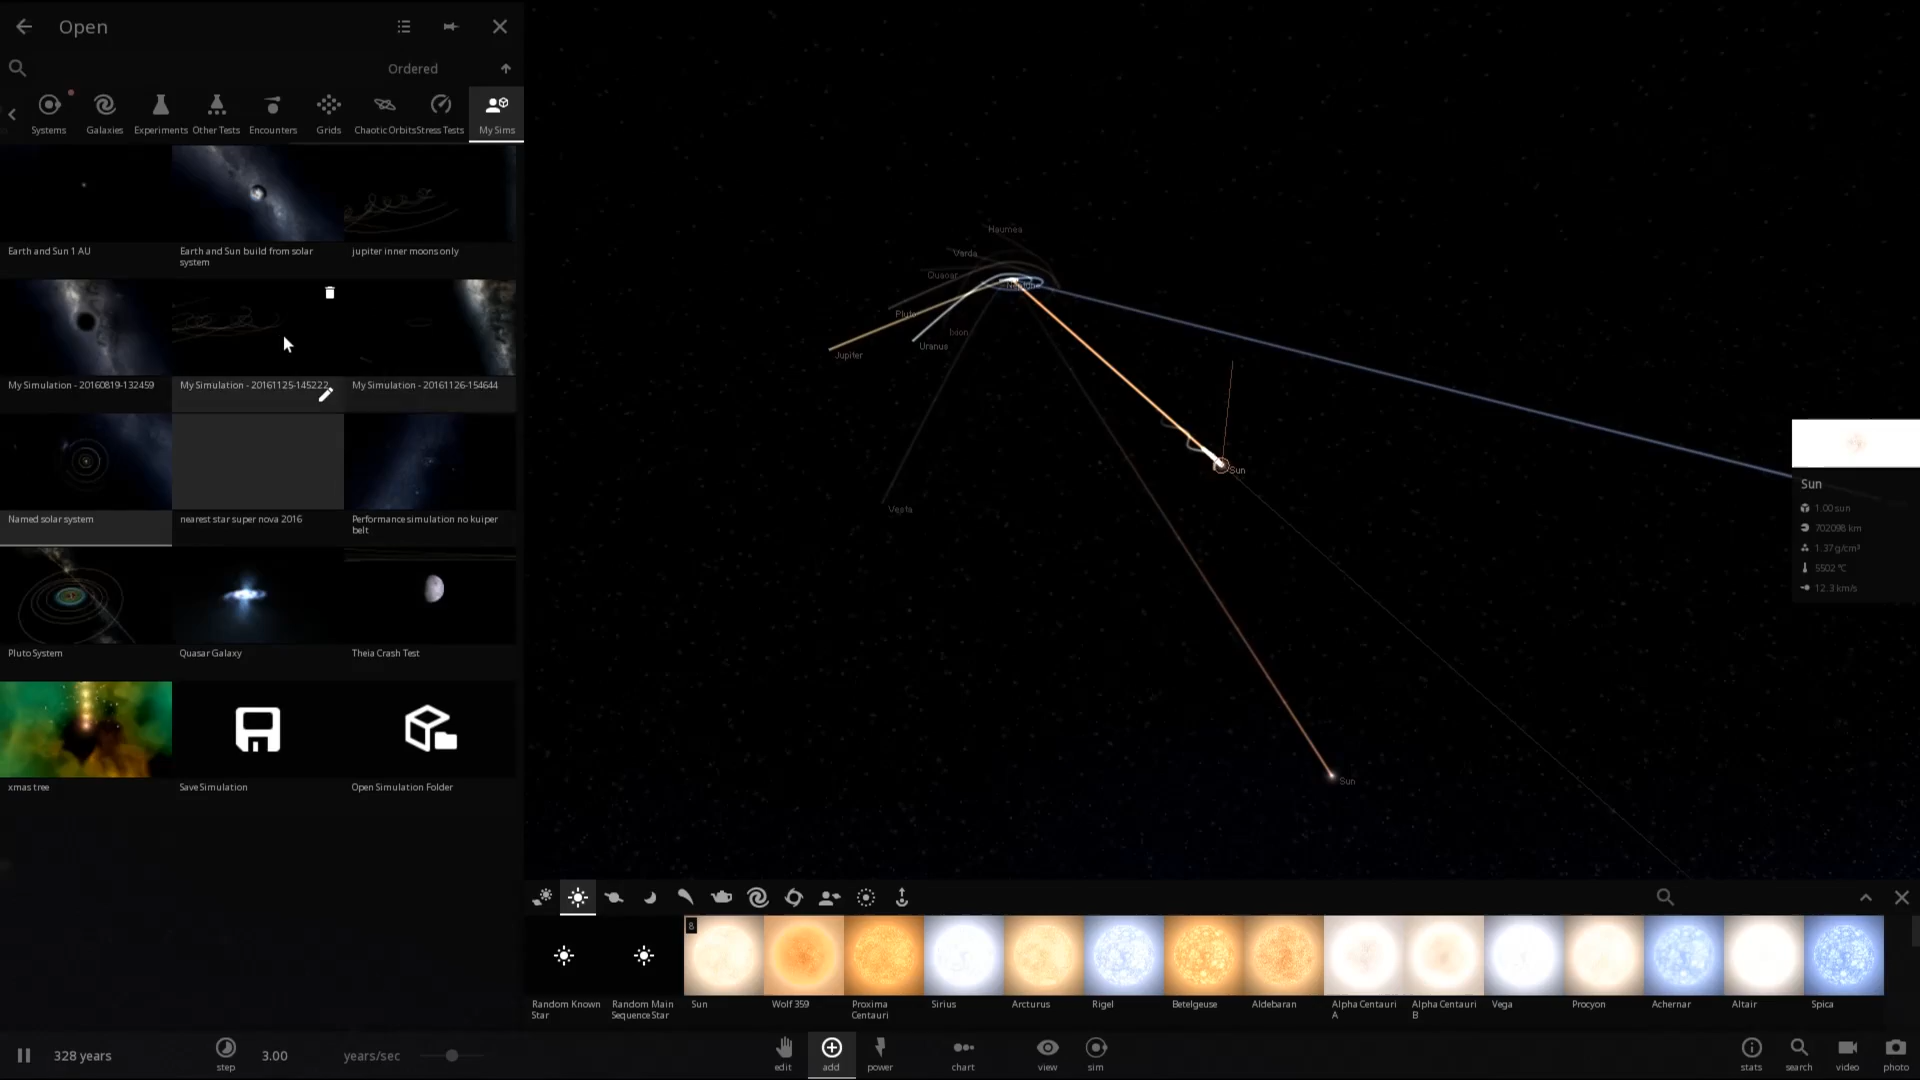 Open
Ordered
Systems
Galaxies
Experiments
Other Tests
Encounters
Grids
Chaotic Orbits
Stress Tests
My Sims
Earth and Sun 1 AU
Earth and Sun build from solar
system
jupiter inner moons only
My Simulation - 20160819-132459
My Simulation - 20161125-145222
My Simulation - 20161126-154644
Named solar system
nearest star super nova 2016
Performance simulation no kuiper
belt
Pluto System
Quasar Galaxy
Theia Crash Test
xmas tree
Save Simulation
Open Simulation Folder
Haumea
Varda
Quaoar
Neptune
Pluto
Ixion
Uranus
Jupiter
Sun
Vesta
Sun
Sun
1.00 sun
702098 km
1.37 g/cm³
5502 °C
12.3 km/s
8
Random Known
Star
Random Main
Sequence Star
Sun
Wolf 359
Proxima
Centauri
Sirius
Arcturus
Rigel
Betelgeuse
Aldebaran
Alpha Centauri
A
Alpha Centauri
B
Vega
Procyon
Achernar
Altair
Spica
328 years
step
3.00
years/sec
edit
add
power
chart
view
sim
stats
search
video
photo